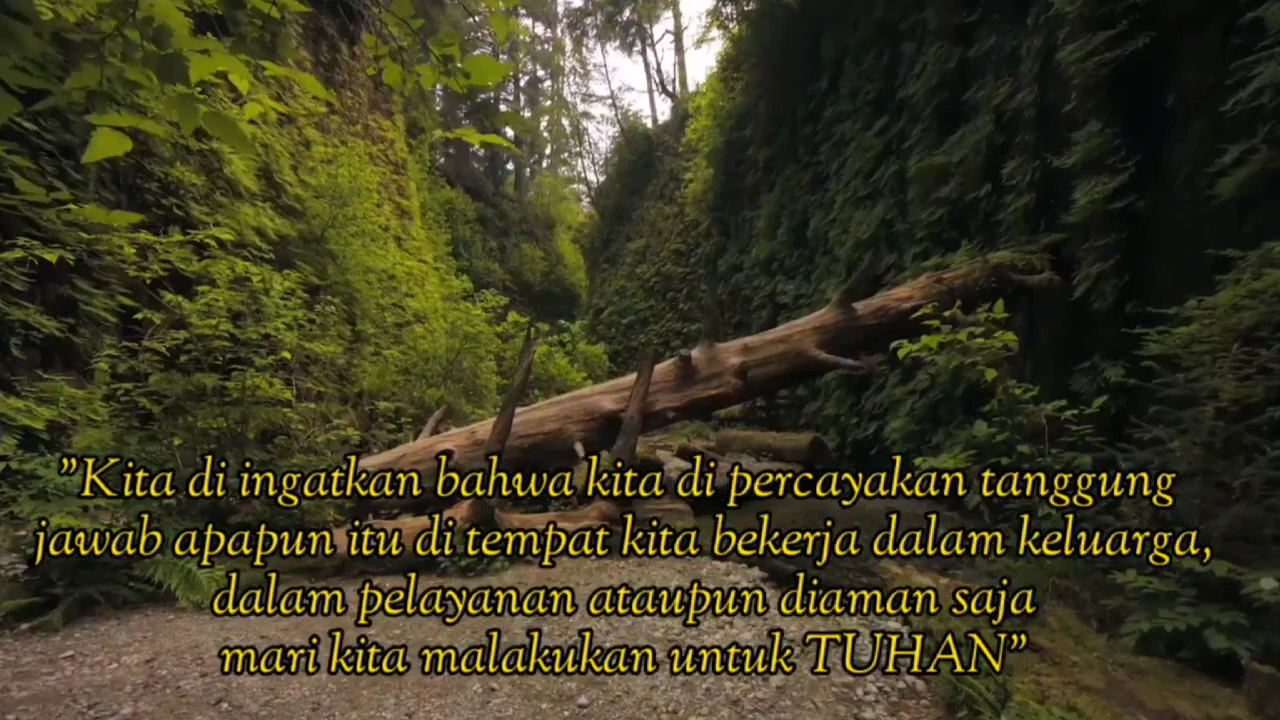 ”Kita di ingatkan bahwa kita di percayakan tanggung
jawab apapun itu di tempat kita bekerja dalam keluarga,
dalam pelayanan ataupun diaman saja
mari kita malakukan untuk TUHAN”